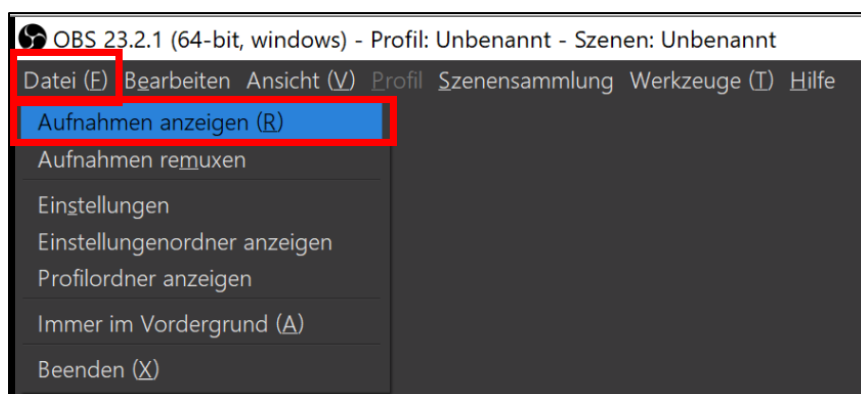 OBS 23.2.1 (64-bit, windows) - Profil: Unbenannt - Szenen: Unbenannt
Datei (F) Bearbeiten Ansicht (V) Profil Szenensammlung Werkzeuge (T) Hilfe
Aufnahmen anzeigen (R)
Aufnahmen remuxen
Einstellungen
Einstellungenordner anzeigen
Profilordner anzeigen
Immer im Vordergrund (A)
Beenden (X)